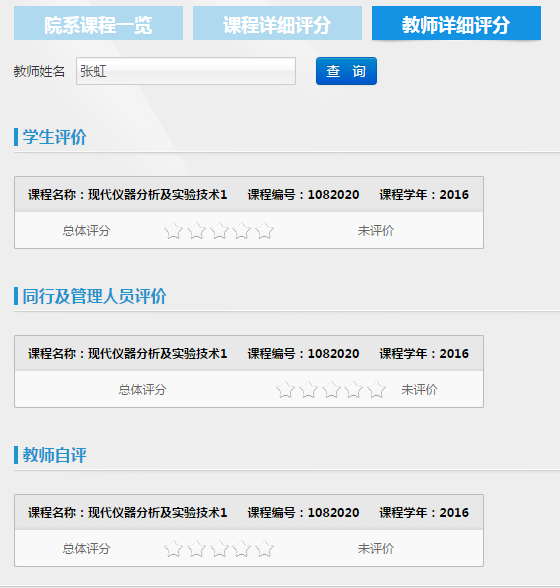 院系课程一览 课程详细评分 教师详细评分
教师姓名 张虹 查 询
学生评价
课程名称：现代仪器分析及实验技术1 课程编号：1082020 课程学年：2016
总体评分 未评价
同行及管理人员评价
课程名称：现代仪器分析及实验技术1 课程编号：1082020 课程学年：2016
总体评分 未评价
教师自评
课程名称：现代仪器分析及实验技术1 课程编号：1082020 课程学年：2016
总体评分 未评价